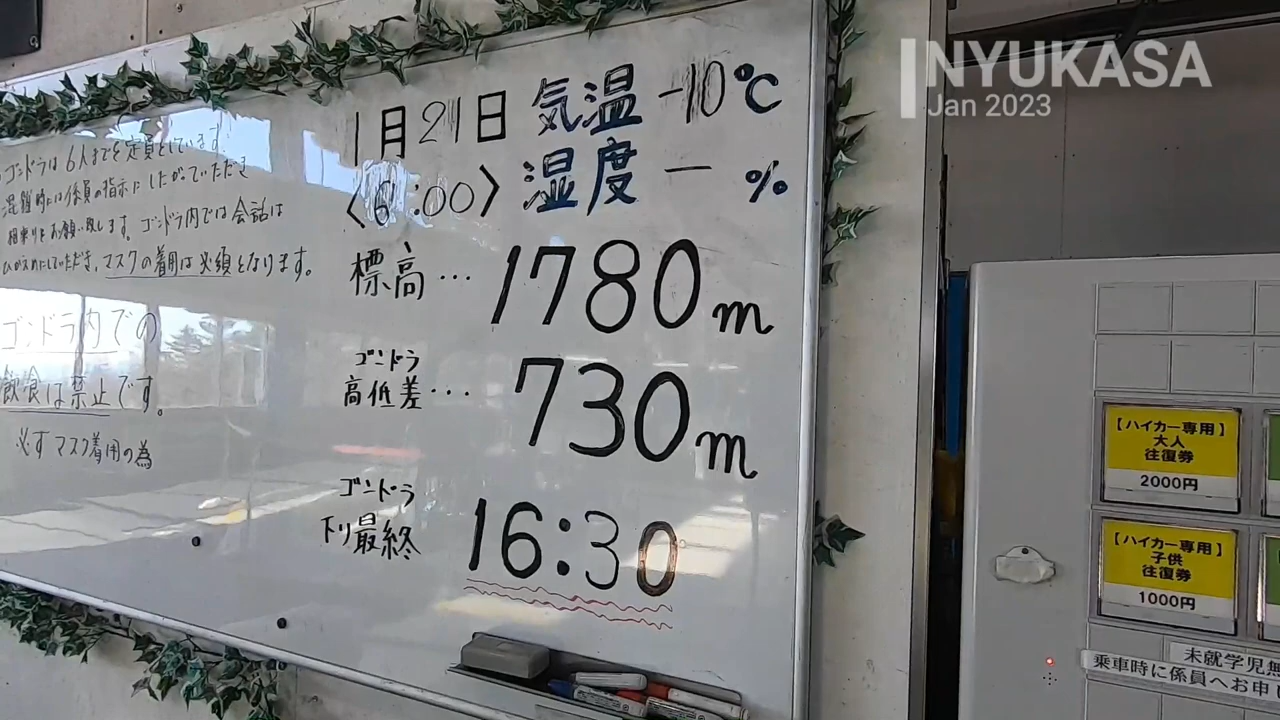 NYUKASA
Jan 2023
1月21日 気温 -10℃
〈6:00〉 湿度 ー %
標高… 1780m
ゴンドラ
高低差… 730m
ゴンドラ
下り最終 16:30
ゴンドラは6人までを定員としています
混雑時には係員の指示にしたがっていただき
相乗りをお願い致します。ゴンドラ内では会話は
ひかえめにしていただき、マスクの着用は必須となります。
ゴンドラ内での
飲食は禁止です。
必ずマスク着用の為
【ハイカー専用】
大人
往復券
2000円
【ハイカー専用】
子供
往復券
1000円
未就学児無
乗車時に係員へお申し